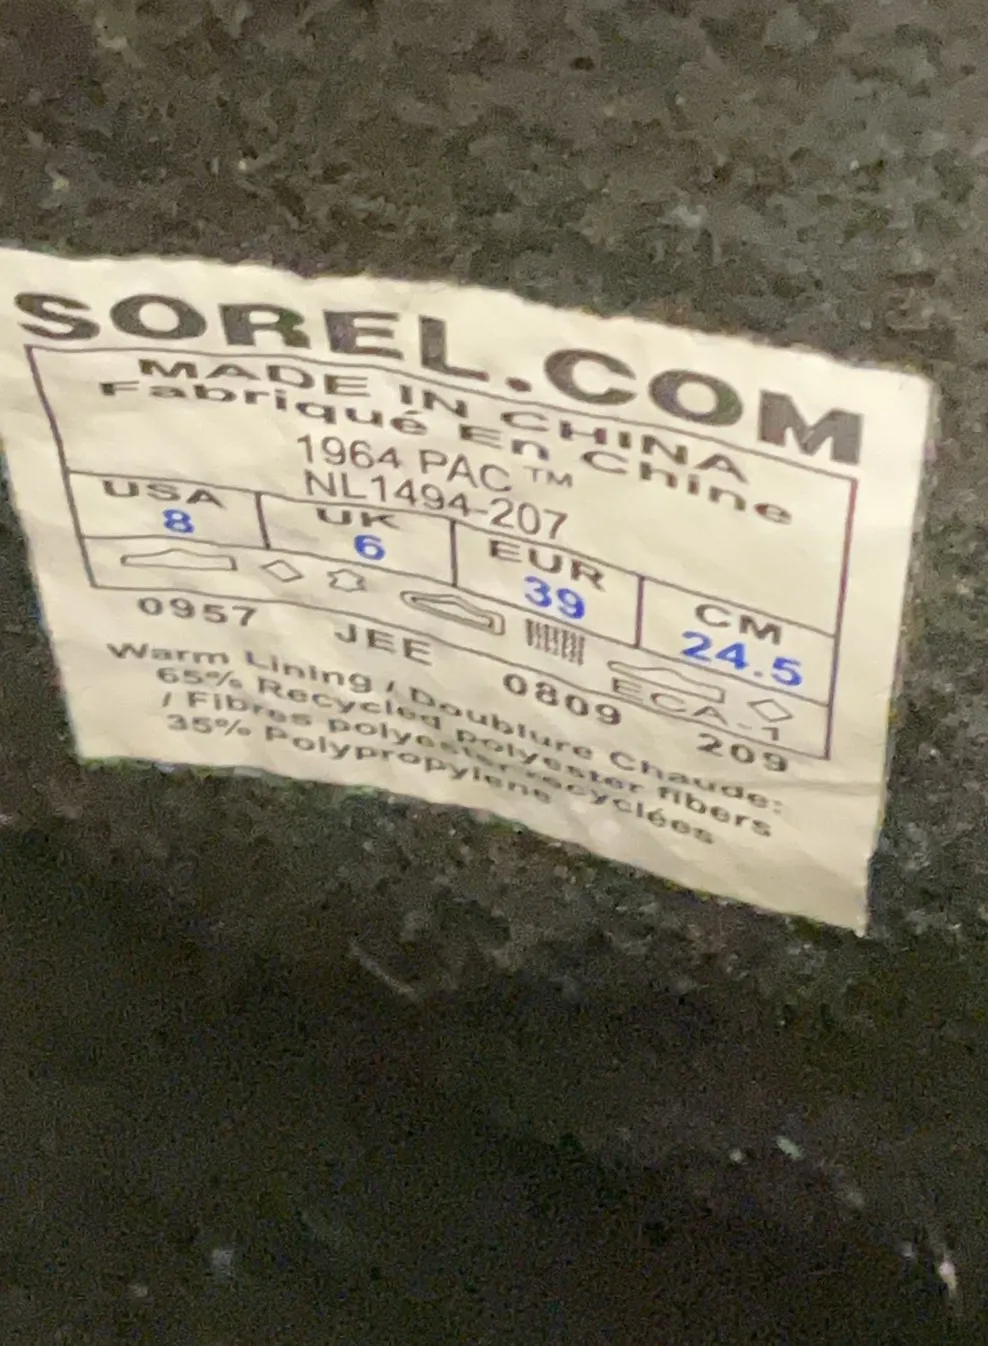 SOREL.COM
MADE IN CHINA
Fabriqué En Chine
1964 PAC ™
NL1494-207
USA UK EUR CM
8 6 39 24.5
0957 JEE 0809 ECA-1 209
Warm Lining / Doublure Chaude:
65% Recycled polyester fibers
/ Fibres polyester recyclées
35% Polypropylene